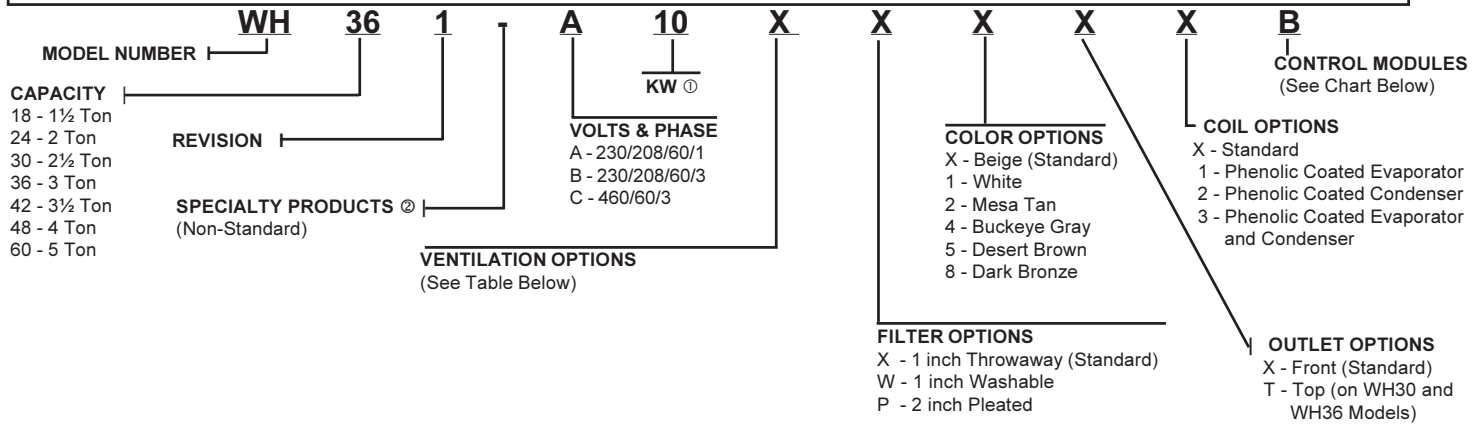 WH 36 1 - A 10 X X X X X B
MODEL NUMBER
CAPACITY
18 - 1½ Ton
24 - 2 Ton
30 - 2½ Ton
36 - 3 Ton
42 - 3½ Ton
48 - 4 Ton
60 - 5 Ton
REVISION
SPECIALTY PRODUCTS ②
(Non-Standard)
VOLTS & PHASE
A - 230/208/60/1
B - 230/208/60/3
C - 460/60/3
KW ①
VENTILATION OPTIONS
(See Table Below)
FILTER OPTIONS
X - 1 inch Throwaway (Standard)
W - 1 inch Washable
P - 2 inch Pleated
COLOR OPTIONS
X - Beige (Standard)
1 - White
2 - Mesa Tan
4 - Buckeye Gray
5 - Desert Brown
8 - Dark Bronze
OUTLET OPTIONS
X - Front (Standard)
T - Top (on WH30 and
WH36 Models)
COIL OPTIONS
X - Standard
1 - Phenolic Coated Evaporator
2 - Phenolic Coated Condenser
3 - Phenolic Coated Evaporator
and Condenser
CONTROL MODULES
(See Chart Below)